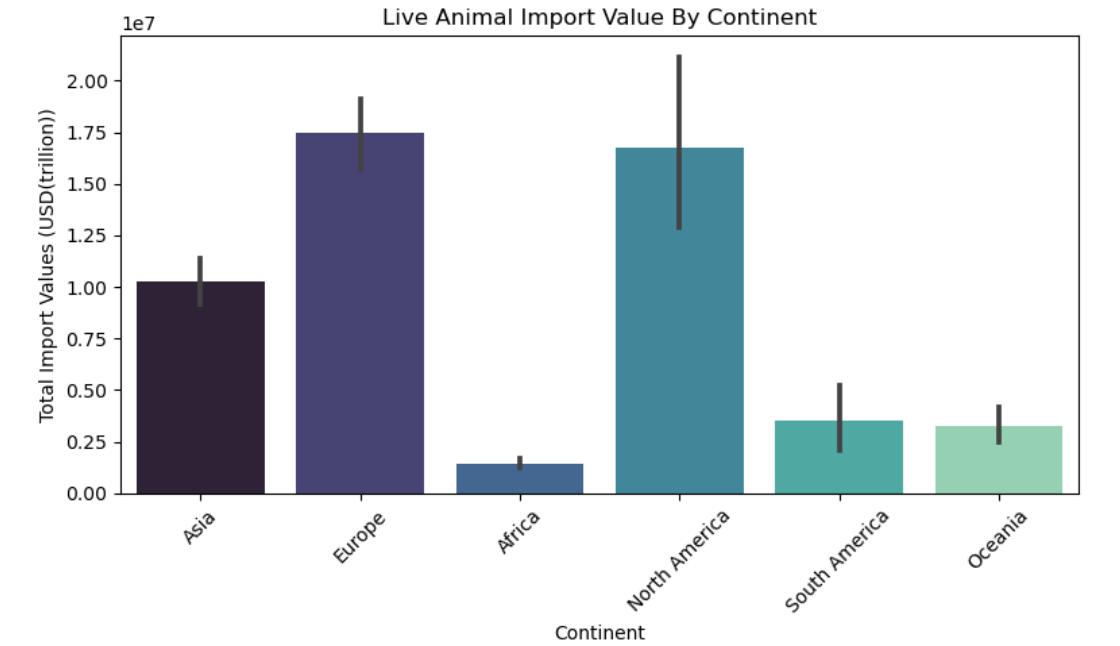 Live Animal Import Value By Continent
1e7
Total Import Values (USD(trillion))
2.00
1.75
1.50
1.25
1.00
0.75
0.50
0.25
0.00
Asia
Europe
Africa
North America
South America
Oceania
Continent